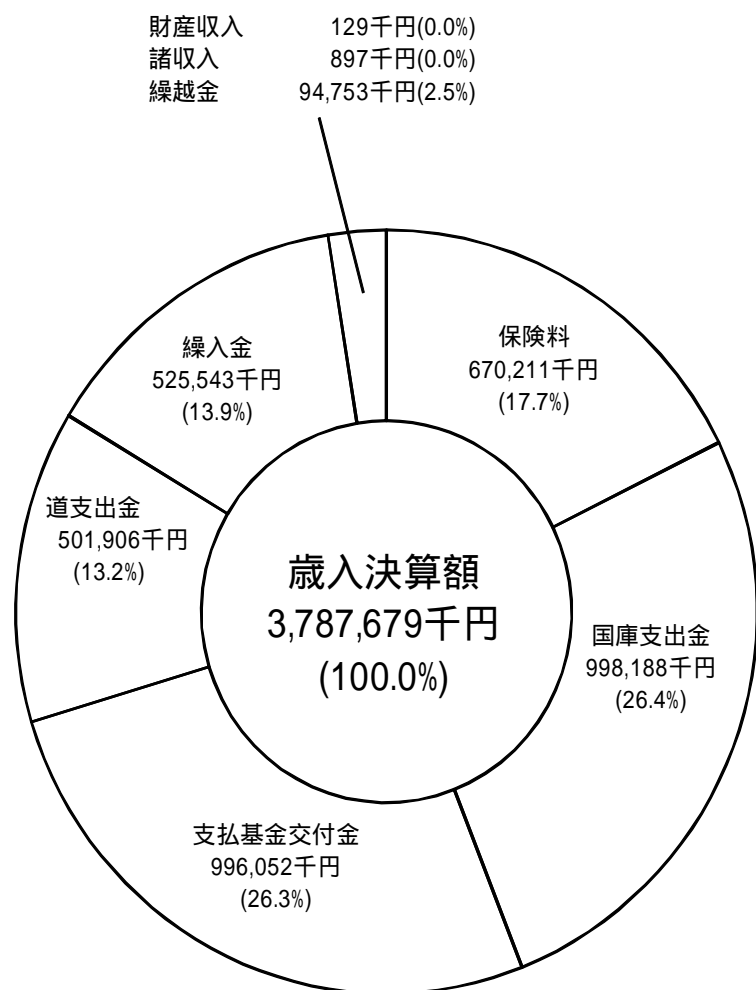 財産収入 129千円(0.0%)
諸収入 897千円(0.0%)
繰越金 94,753千円(2.5%)
保険料
670,211千円
(17.7%)
繰入金
525,543千円
(13.9%)
道支出金
501,906千円
(13.2%)
歳入決算額
3,787,679千円
(100.0%)
国庫支出金
998,188千円
(26.4%)
支払基金交付金
996,052千円
(26.3%)